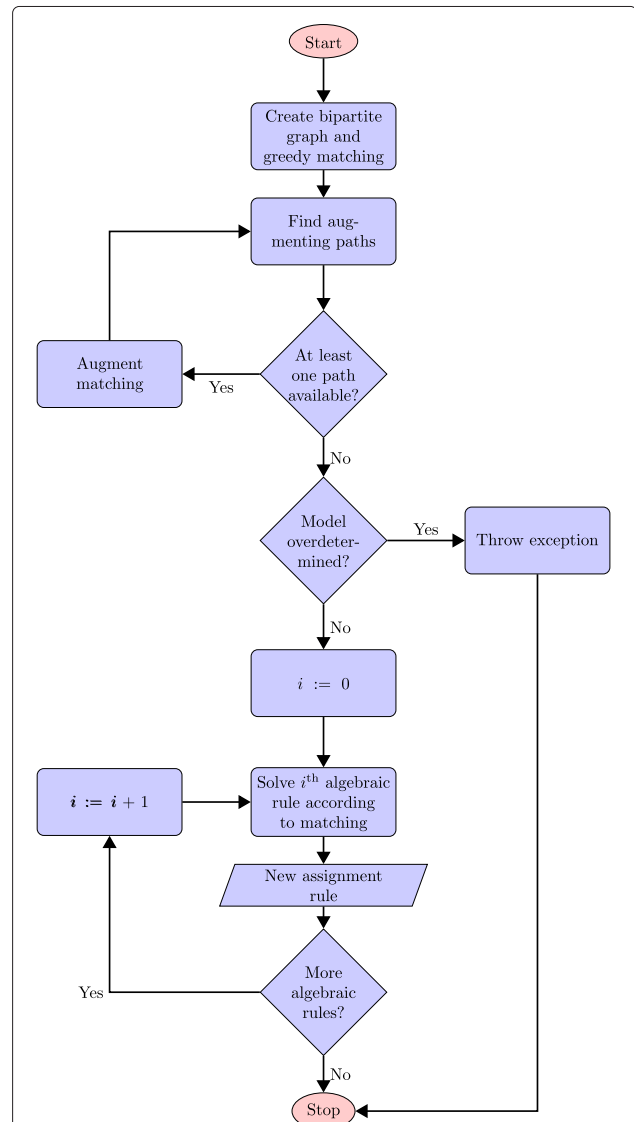 Start
Create bipartite
graph and
greedy matching
Find aug-
menting paths
At least
one path
available?
Yes
Augment
matching
No
Model
overdeter-
mined?
Yes
Throw exception
No
i := 0
Solve iᵗʰ algebraic
rule according
to matching
i := i + 1
New assignment
rule
More
algebraic
rules?
Yes
No
Stop